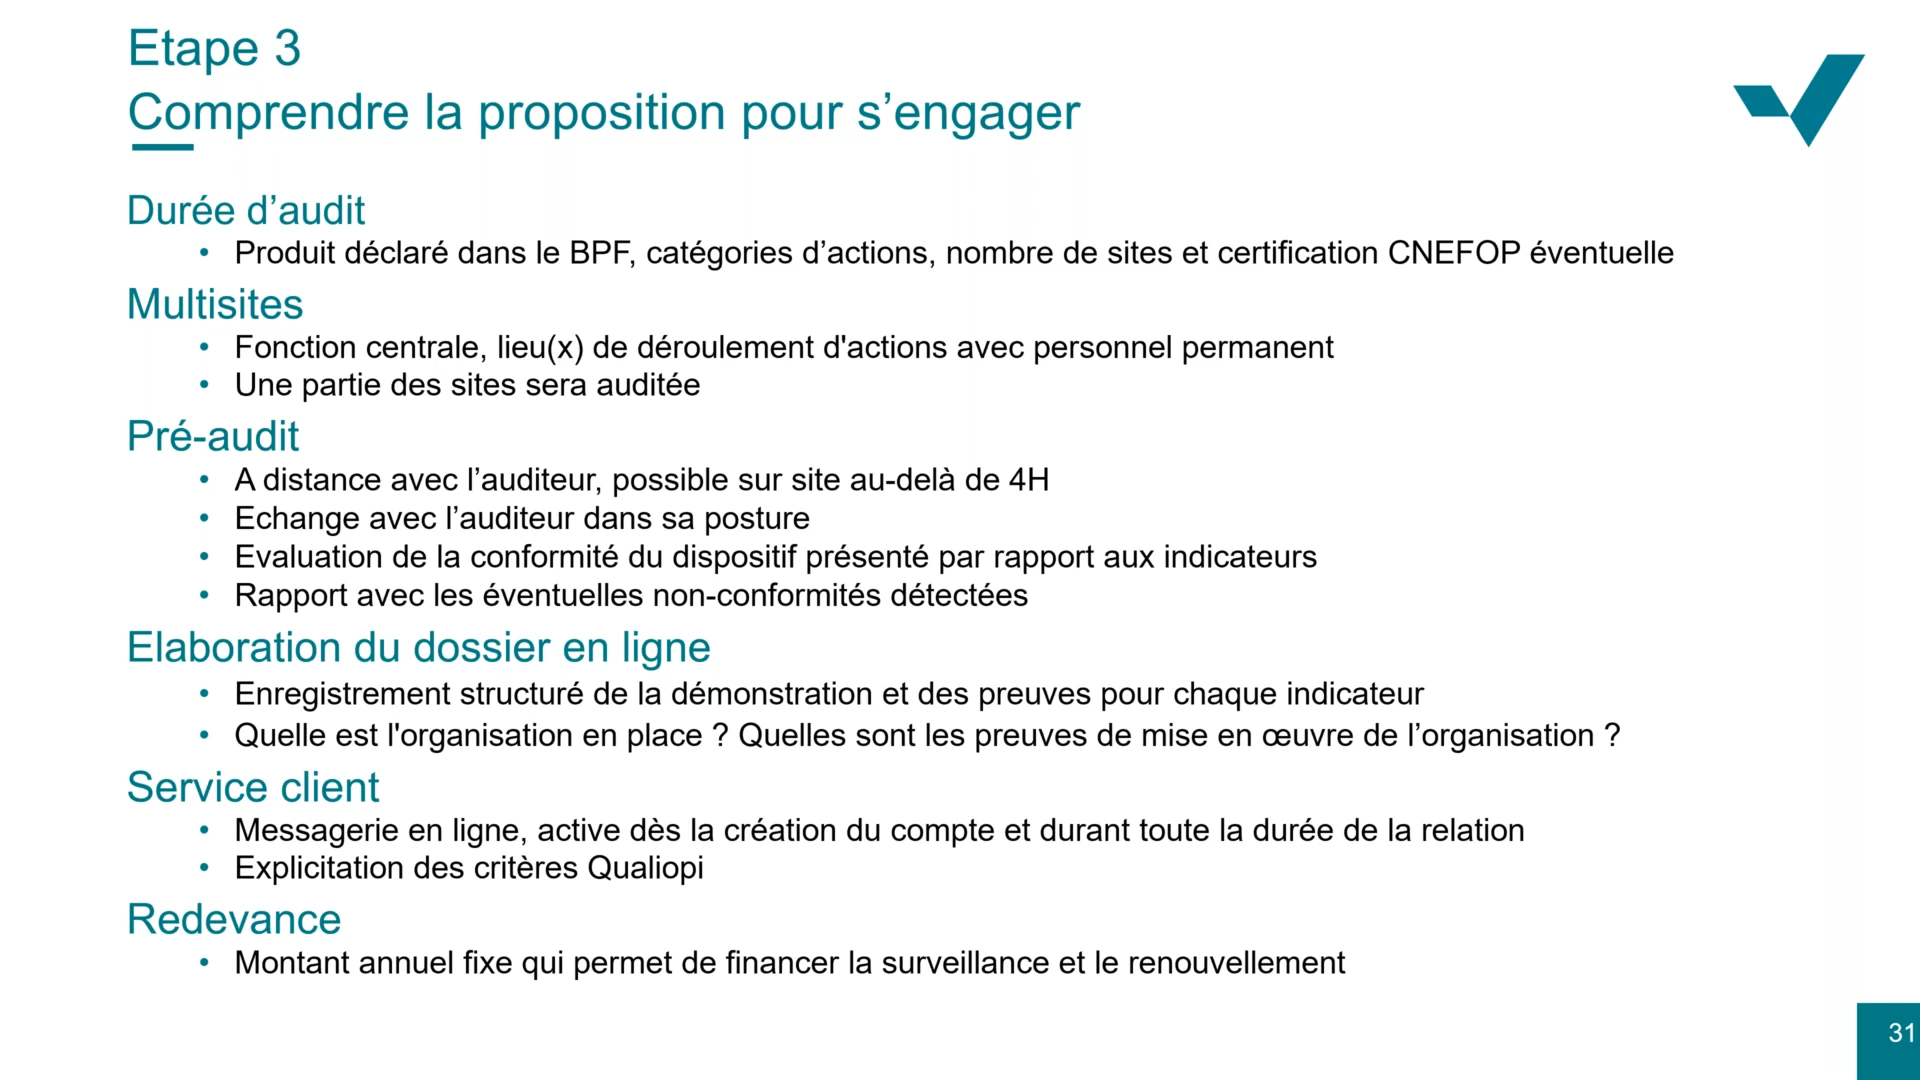 Etape 3
Comprendre la proposition pour s’engager
Durée d’audit
• Produit déclaré dans le BPF, catégories d’actions, nombre de sites et certification CNEFOP éventuelle
Multisites
• Fonction centrale, lieu(x) de déroulement d'actions avec personnel permanent
• Une partie des sites sera auditée
Pré-audit
• A distance avec l’auditeur, possible sur site au-delà de 4H
• Echange avec l’auditeur dans sa posture
• Evaluation de la conformité du dispositif présenté par rapport aux indicateurs
• Rapport avec les éventuelles non-conformités détectées
Elaboration du dossier en ligne
• Enregistrement structuré de la démonstration et des preuves pour chaque indicateur
• Quelle est l'organisation en place ? Quelles sont les preuves de mise en œuvre de l’organisation ?
Service client
• Messagerie en ligne, active dès la création du compte et durant toute la durée de la relation
• Explicitation des critères Qualiopi
Redevance
• Montant annuel fixe qui permet de financer la surveillance et le renouvellement
31